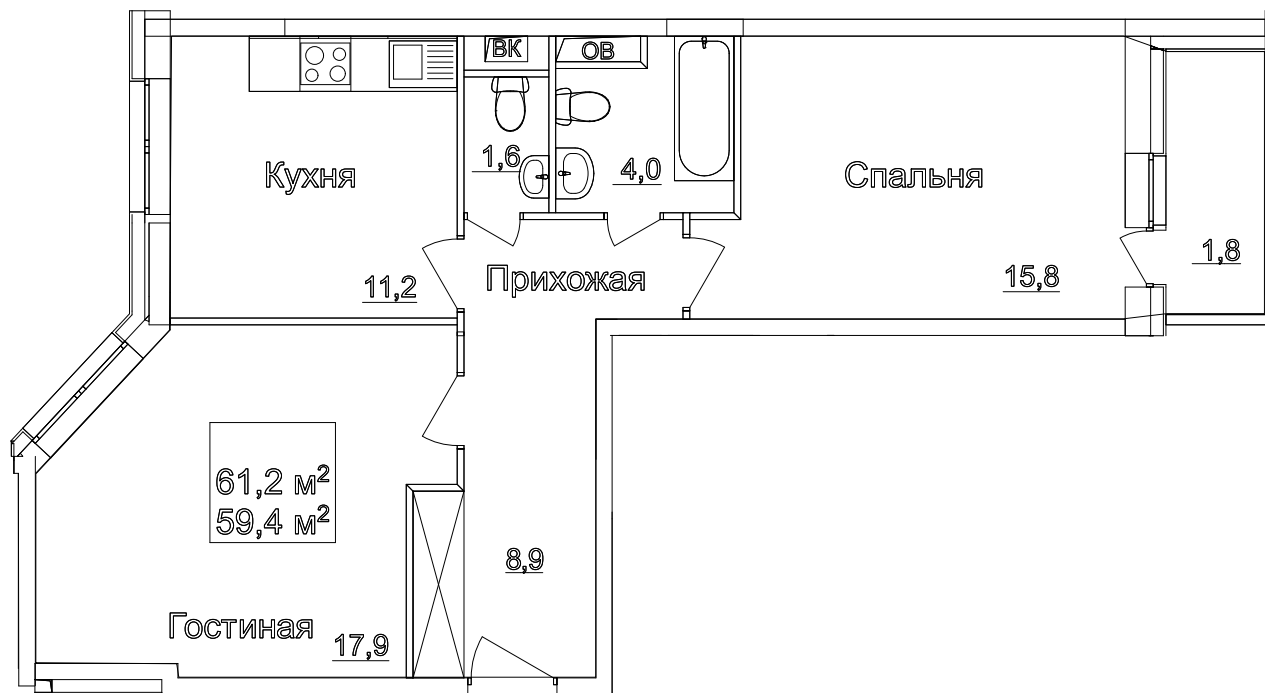 ВК
ОВ
1,6
4,0
Кухня
Спальня
1,8
Прихожая
11,2
15,8
61,2 м²
59,4 м²
8,9
Гостиная
17,9